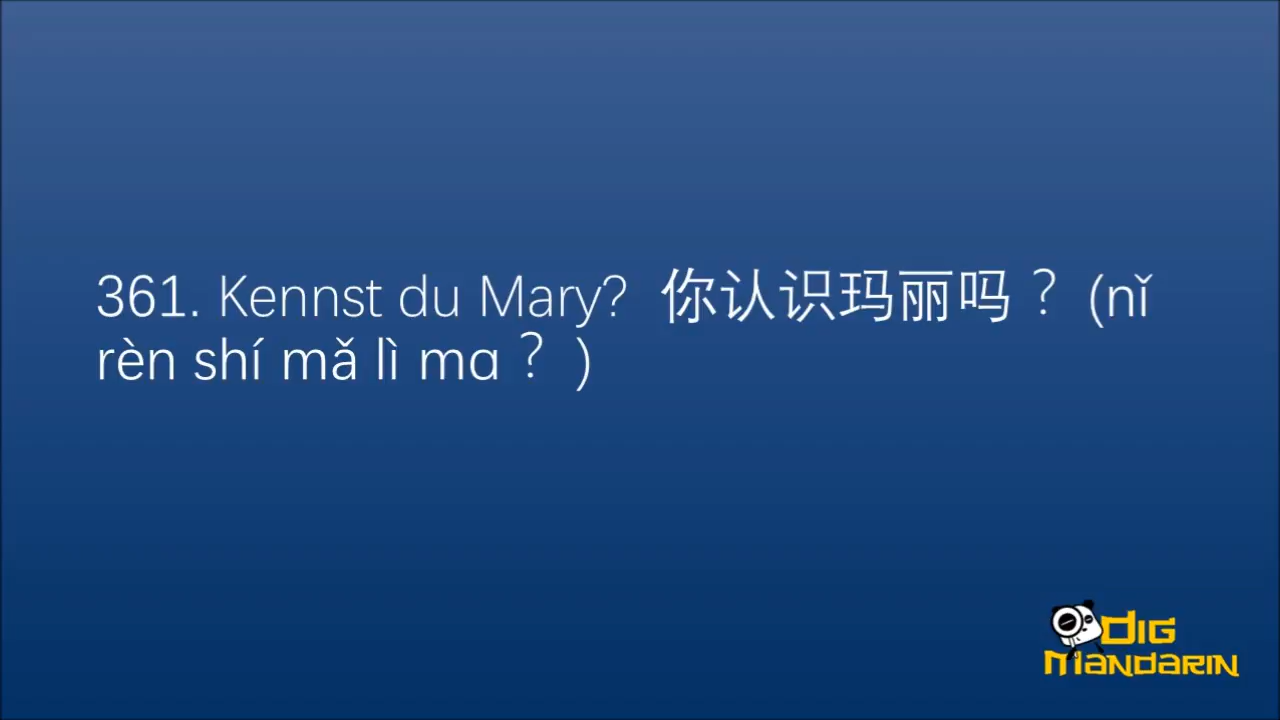 361. Kennst du Mary? 你认识玛丽吗？(nǐ
rèn shí mǎ lì mɑ？)
DIG
MANDARIN